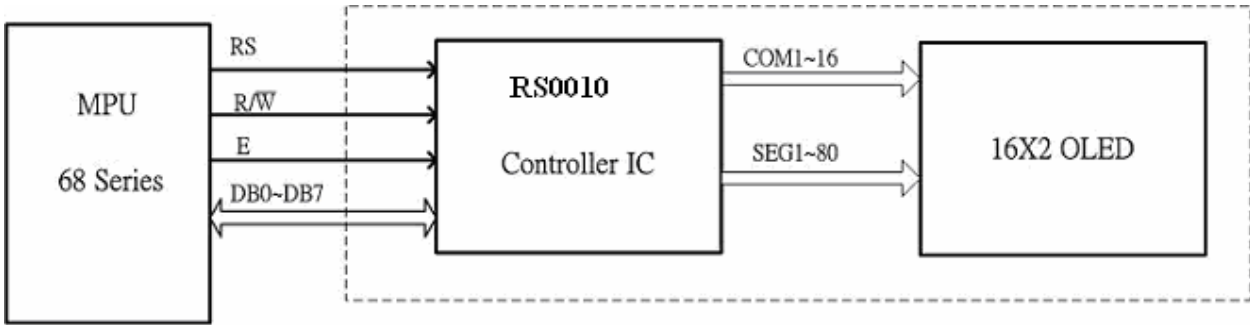 MPU
68 Series
RS
R/W̅
E
DB0~DB7
RS0010
Controller IC
COM1~16
SEG1~80
16X2 OLED